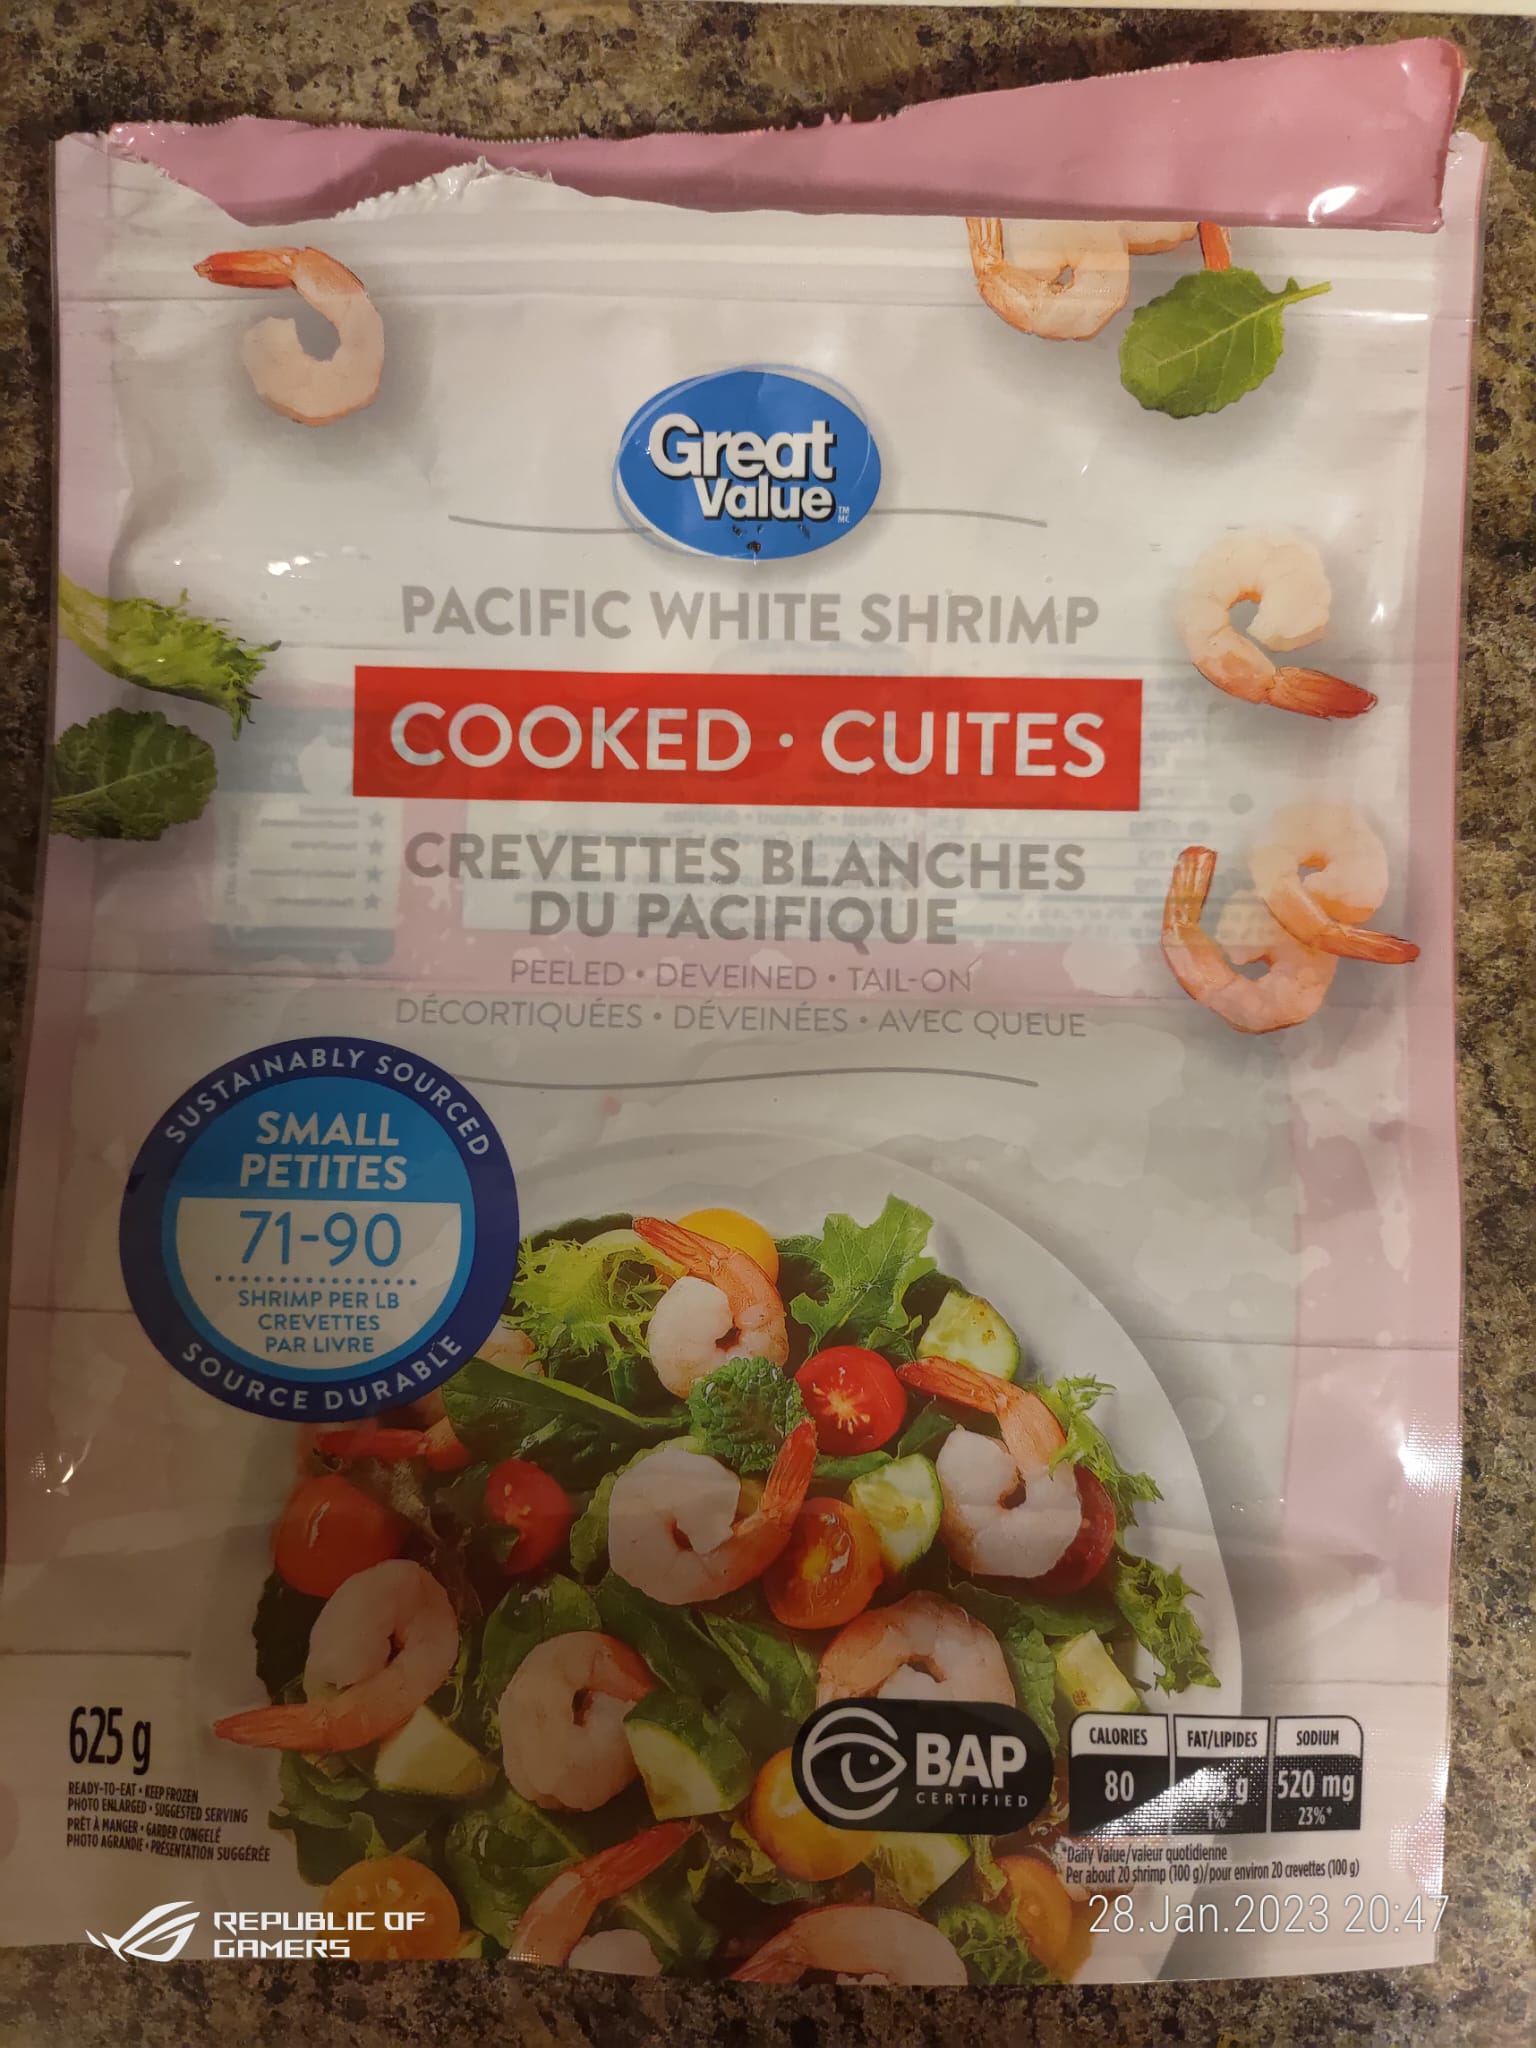 Great
Value
TM
MC
PACIFIC WHITE SHRIMP
COOKED · CUITES
CREVETTES BLANCHES
DU PACIFIQUE
PEELED • DEVEINED • TAIL-ON
DÉCORTIQUÉES • DÉVEINÉES • AVEC QUEUE
SUSTAINABLY SOURCED
SMALL
PETITES
71-90
SHRIMP PER LB
CREVETTES
PAR LIVRE
SOURCE DURABLE
625 g
READY-TO-EAT • KEEP FROZEN
PHOTO ENLARGED • SUGGESTED SERVING
PRÊT À MANGER • GARDER CONGELÉ
PHOTO AGRANDIE • PRÉSENTATION SUGGÉRÉE
BAP
CERTIFIED
CALORIES FAT/LIPIDES SODIUM
80 g 520 mg
1%* 23%*
*Daily Value/valeur quotidienne
Per about 20 shrimp (100 g)/pour environ 20 crevettes (100 g)
28.Jan.2023 20:47
REPUBLIC OF
GAMERS